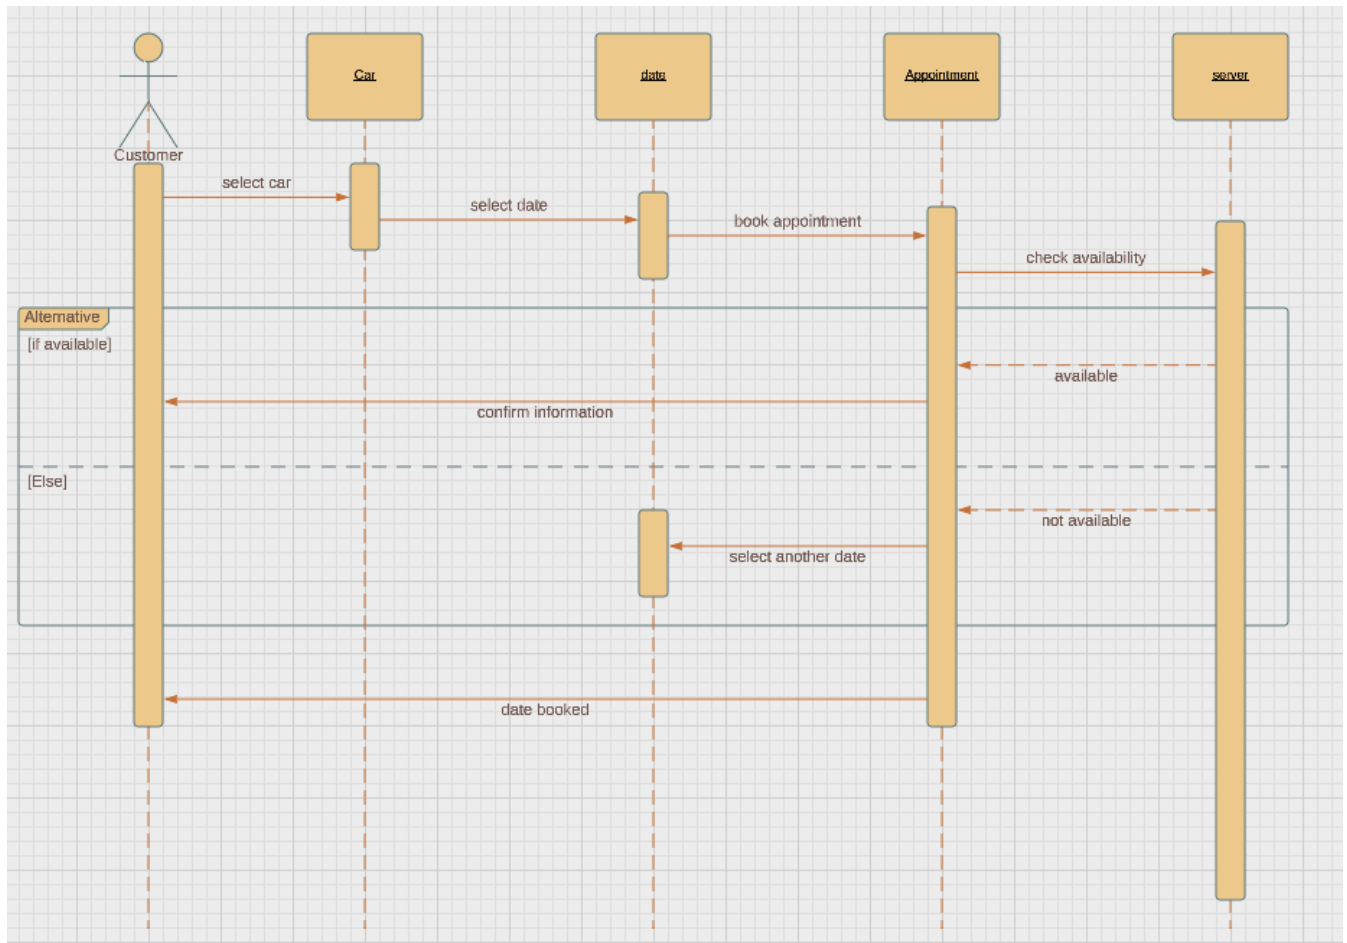 Car
date
Appointment
server
Customer
select car
select date
book appointment
check availability
Alternative
[if available]
available
confirm information
[Else]
not available
select another date
date booked